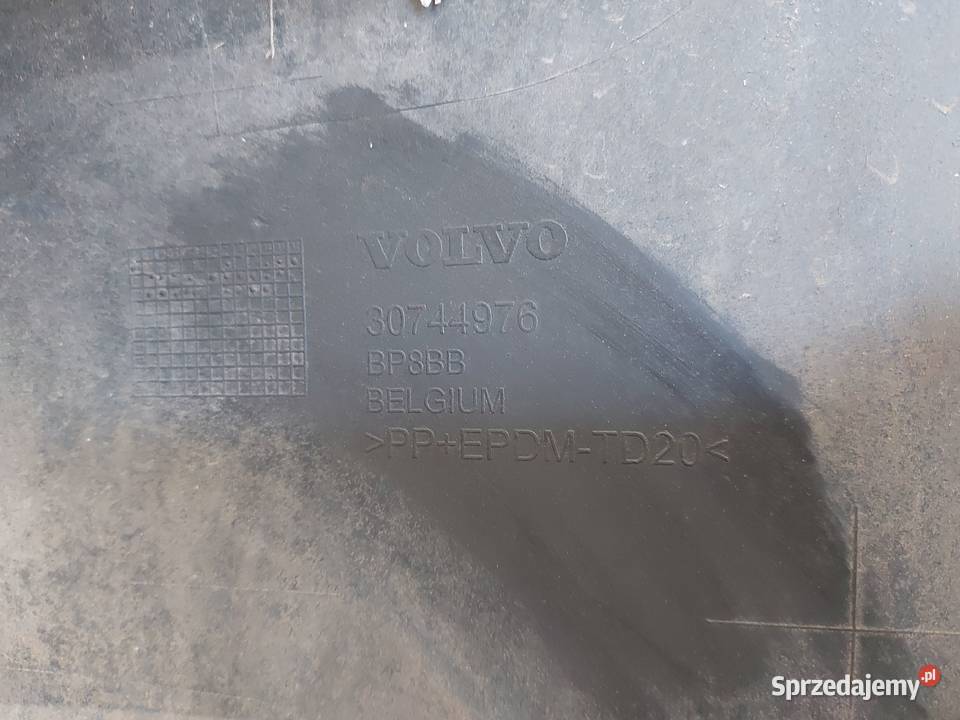 VOLVO
30744976
BP8BB
BELGIUM
>PP+EPDM-TD20<
Sprzedajemy.pl